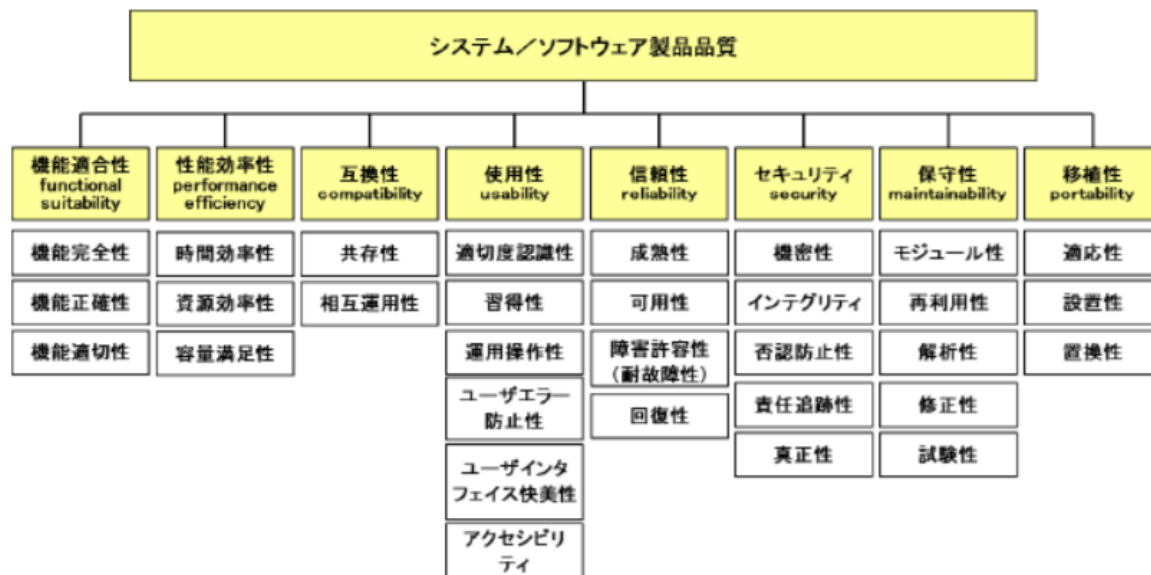 システム／ソフトウェア製品品質
機能適合性
functional
suitability
機能完全性
機能正確性
機能適切性
性能効率性
performance
efficiency
時間効率性
資源効率性
容量満足性
互換性
compatibility
共存性
相互運用性
使用性
usability
適切度認識性
習得性
運用操作性
ユーザエラー
防止性
ユーザインタ
フェイス快美性
アクセシビリ
ティ
信頼性
reliability
成熟性
可用性
障害許容性
（耐故障性）
回復性
セキュリティ
security
機密性
インテグリティ
否認防止性
責任追跡性
真正性
保守性
maintainability
モジュール性
再利用性
解析性
修正性
試験性
移植性
portability
適応性
設置性
置換性